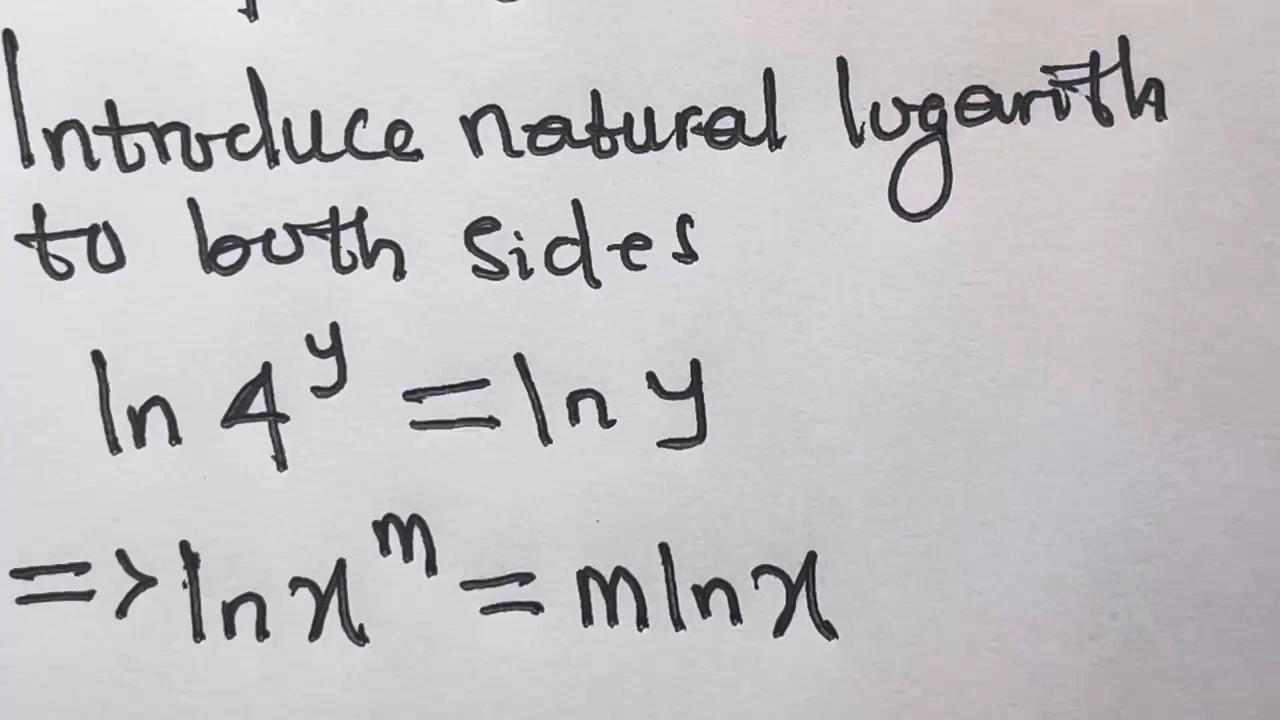 Introduce natural logarith
to both sides
ln 4^y = ln y
=> ln x^m = m ln x